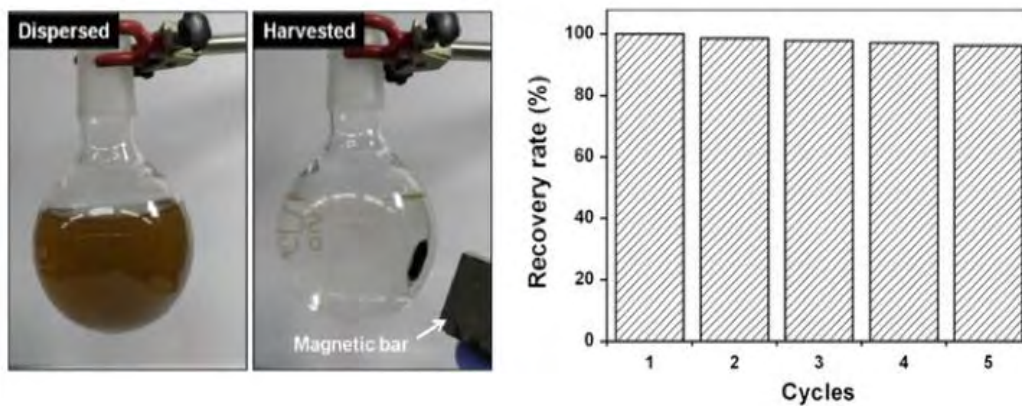 Dispersed
Harvested
Magnetic bar
Recovery rate (%)
100
80
60
40
20
0
1 2 3 4 5
Cycles